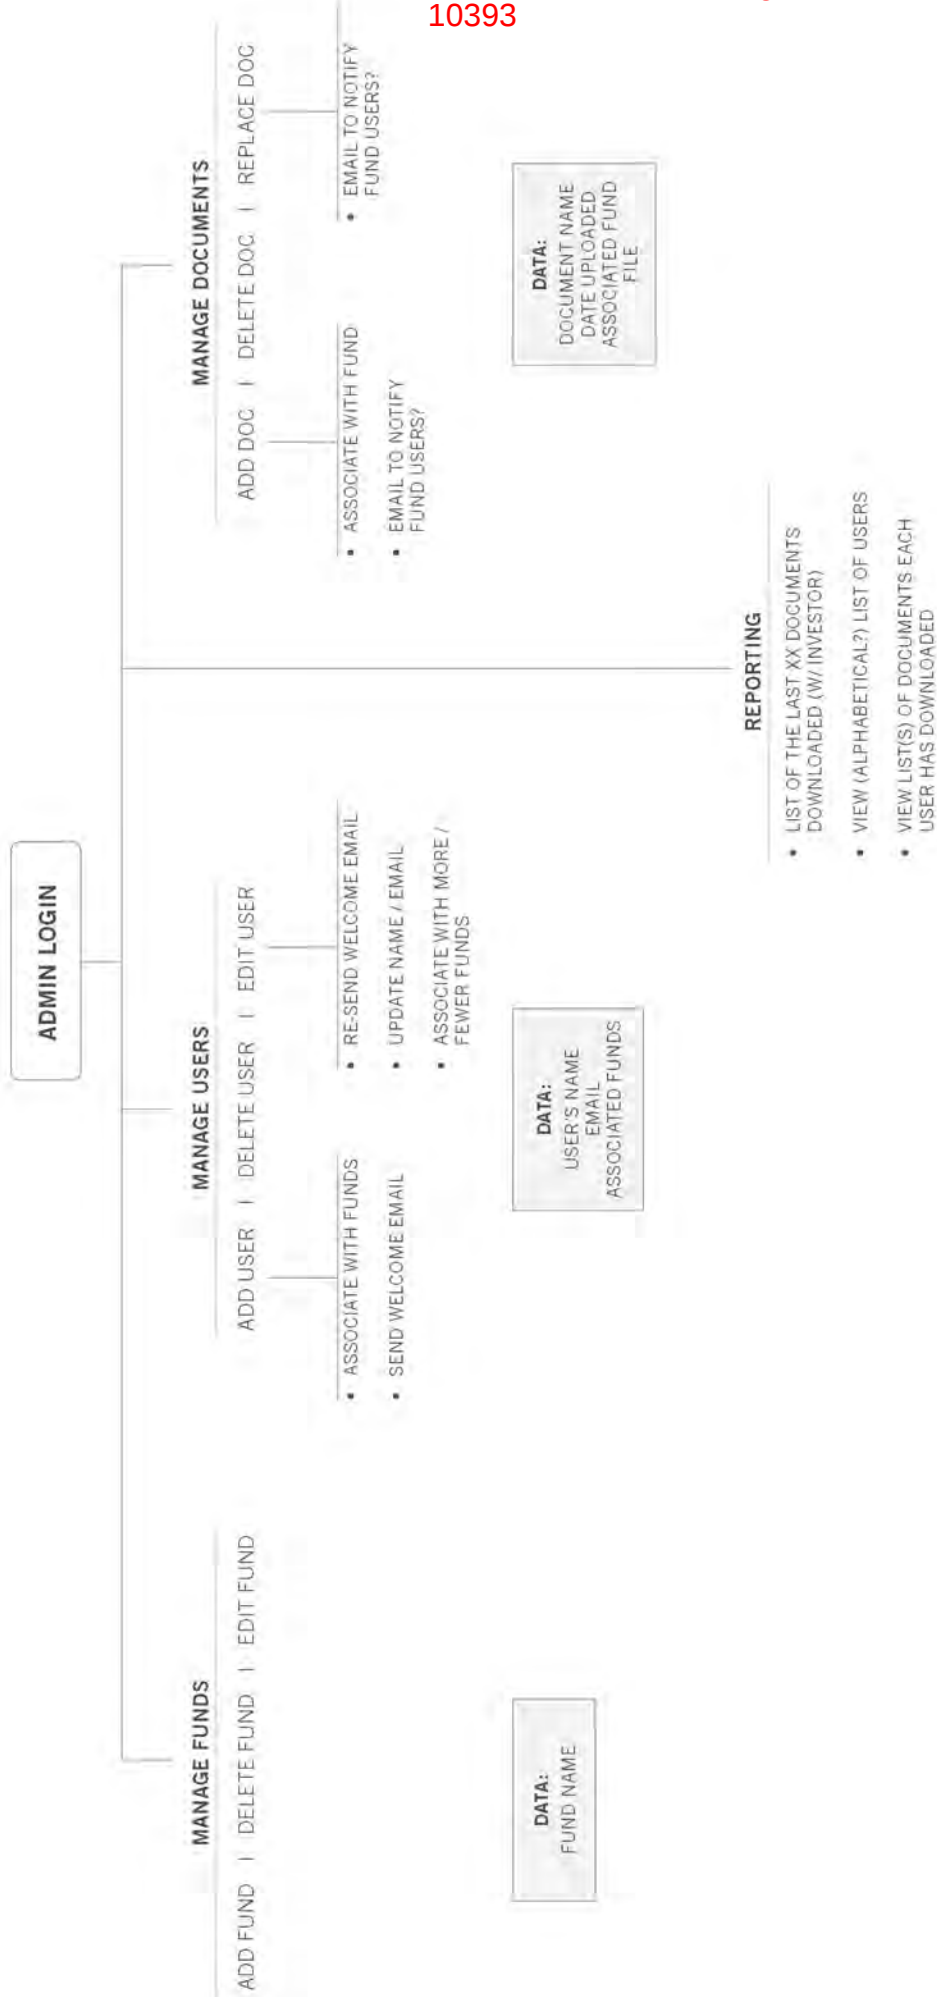 10393
ADMIN LOGIN
MANAGE FUNDS
ADD FUND | DELETE FUND | EDIT FUND
DATA:
FUND NAME
MANAGE USERS
ADD USER | DELETE USER | EDIT USER
• ASSOCIATE WITH FUNDS
• SEND WELCOME EMAIL
• RE-SEND WELCOME EMAIL
• UPDATE NAME / EMAIL
• ASSOCIATE WITH MORE /
FEWER FUNDS
DATA:
USER'S NAME
EMAIL
ASSOCIATED FUNDS
REPORTING
• LIST OF THE LAST XX DOCUMENTS
DOWNLOADED (W/ INVESTOR)
• VIEW (ALPHABETICAL?) LIST OF USERS
• VIEW LIST(S) OF DOCUMENTS EACH
USER HAS DOWNLOADED
MANAGE DOCUMENTS
ADD DOC | DELETE DOC | REPLACE DOC
• ASSOCIATE WITH FUND
• EMAIL TO NOTIFY
FUND USERS?
• EMAIL TO NOTIFY
FUND USERS?
DATA:
DOCUMENT NAME
DATE UPLOADED
ASSOCIATED FUND
FILE